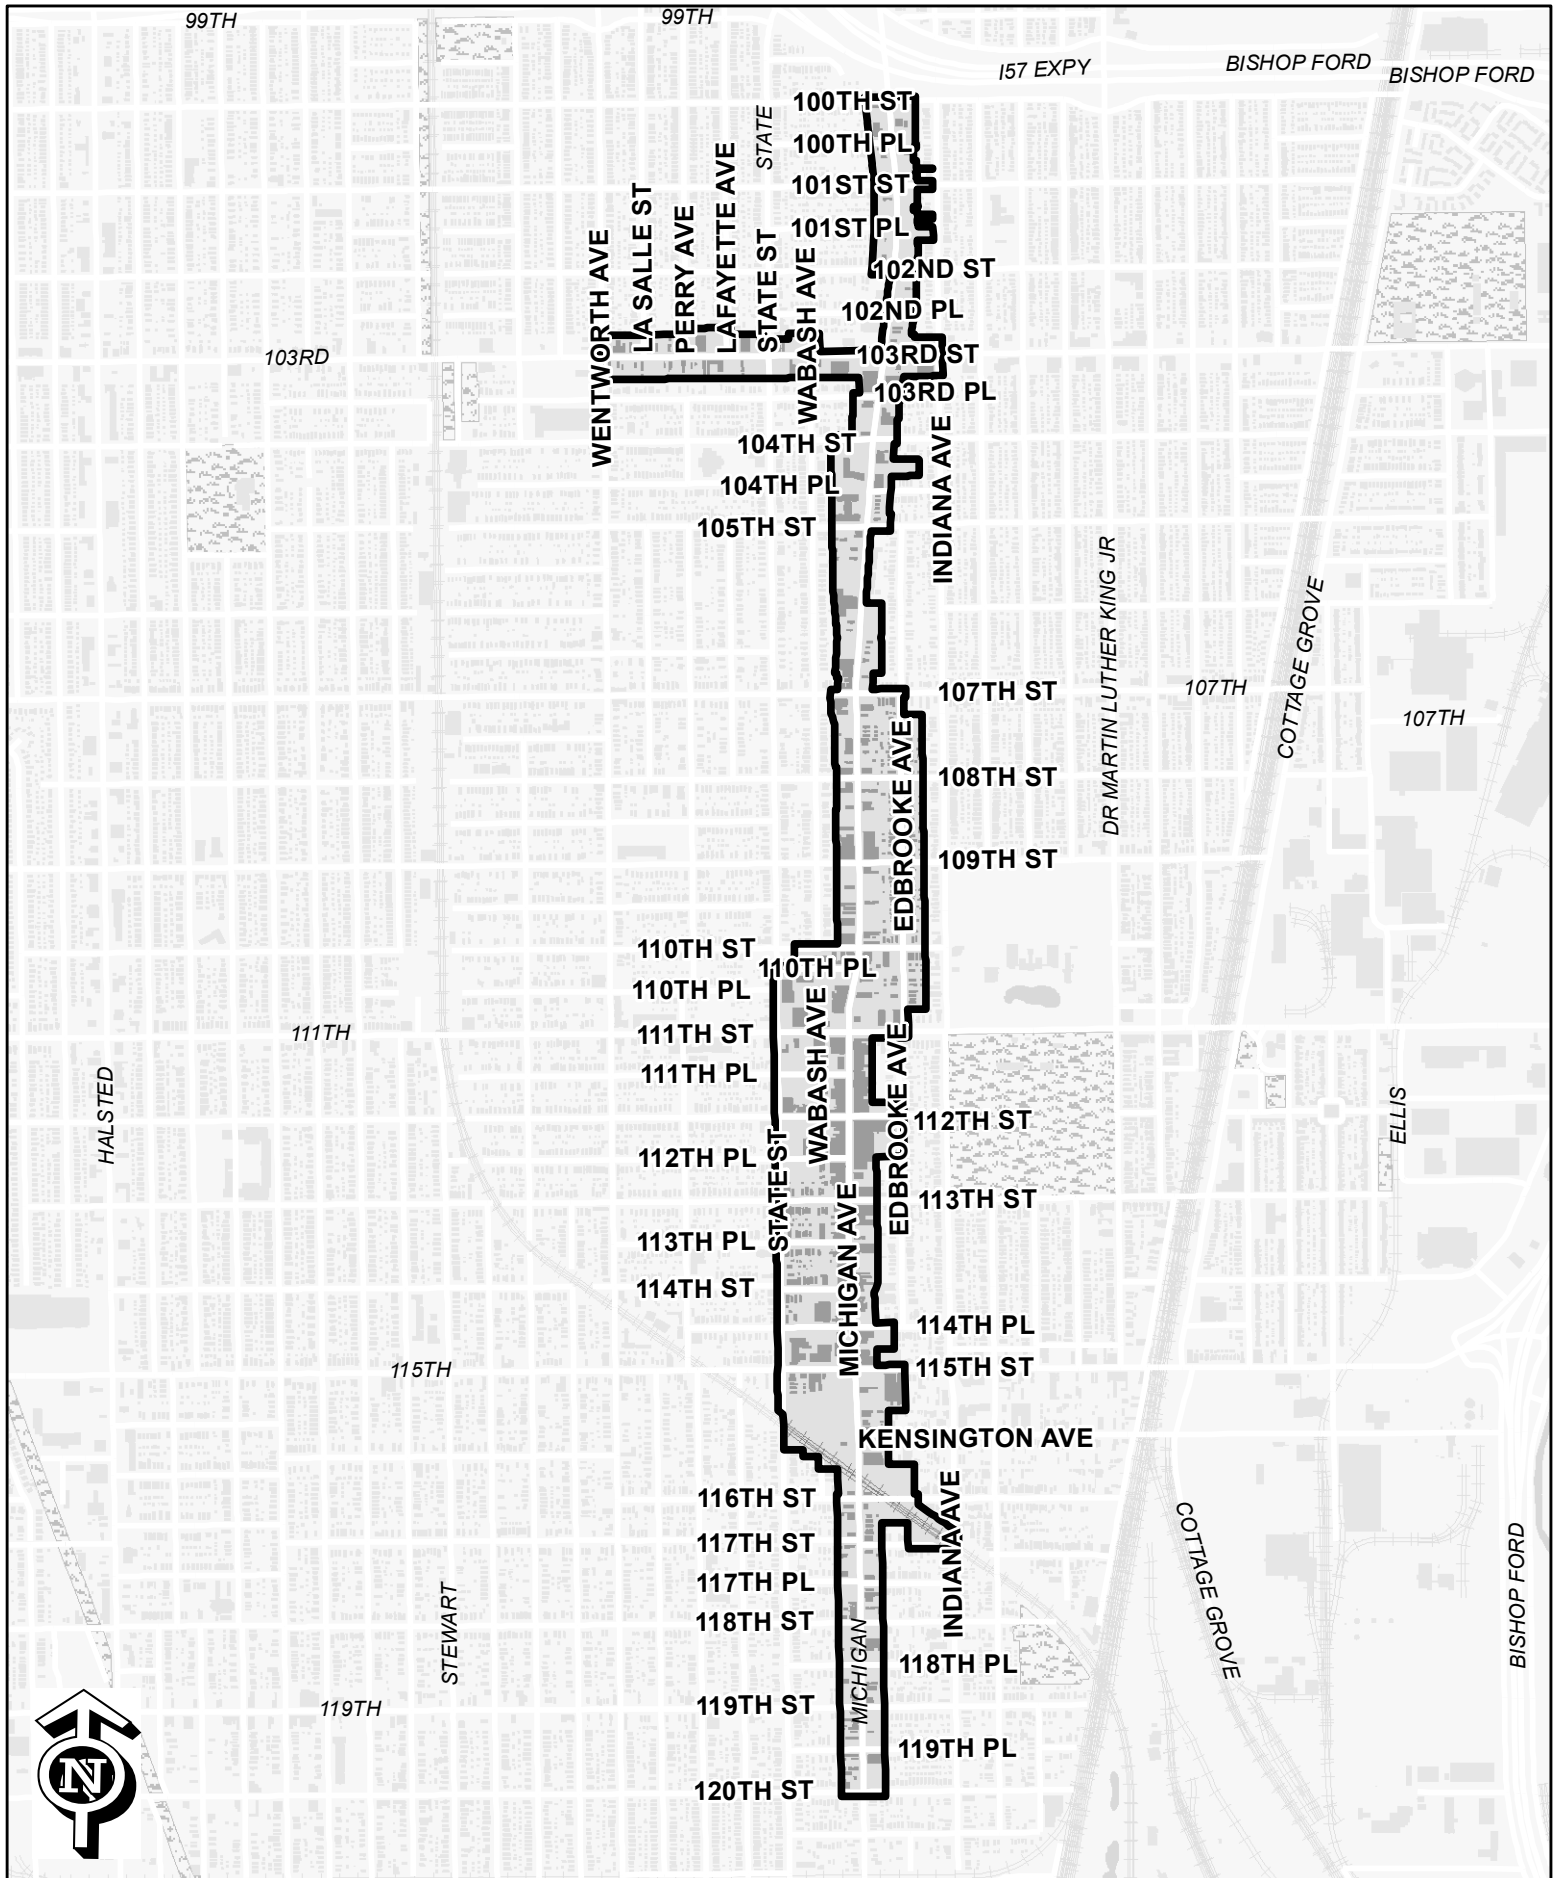 99TH
99TH
I57 EXPY
BISHOP FORD
BISHOP FORD
100TH ST
STATE
100TH PL
101ST ST
101ST PL
WENTWORTH AVE
LA SALLE ST
PERRY AVE
LAFAYETTE AVE
STATE ST
WABASH AVE
102ND ST
102ND PL
103RD
103RD ST
103RD PL
104TH ST
104TH PL
105TH ST
INDIANA AVE
DR MARTIN LUTHER KING JR
COTTAGE GROVE
107TH ST
107TH
107TH
108TH ST
EDBROOKE AVE
109TH ST
110TH ST
110TH PL
110TH PL
111TH
111TH ST
WABASH AVE
111TH PL
EDBROOKE AVE
HALSTED
ELLIS
112TH ST
112TH PL
STATE ST
113TH ST
113TH PL
MICHIGAN AVE
114TH ST
114TH PL
115TH
115TH ST
KENSINGTON AVE
116TH ST
INDIANA AVE
117TH ST
117TH PL
COTTAGE GROVE
BISHOP FORD
118TH ST
STEWART
MICHIGAN
118TH PL
119TH
119TH ST
119TH PL
N
120TH ST